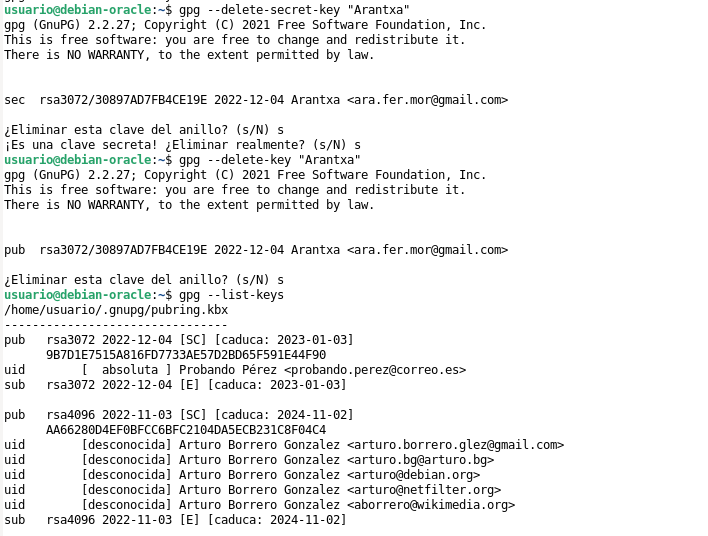 usuario@debian-oracle:~$ gpg --delete-secret-key "Arantxa"
gpg (GnuPG) 2.2.27; Copyright (C) 2021 Free Software Foundation, Inc.
This is free software: you are free to change and redistribute it.
There is NO WARRANTY, to the extent permitted by law.
sec  rsa3072/30897AD7FB4CE19E 2022-12-04 Arantxa <ara.fer.mor@gmail.com>
¿Eliminar esta clave del anillo? (s/N) s
¡Es una clave secreta! ¿Eliminar realmente? (s/N) s
usuario@debian-oracle:~$ gpg --delete-key "Arantxa"
gpg (GnuPG) 2.2.27; Copyright (C) 2021 Free Software Foundation, Inc.
This is free software: you are free to change and redistribute it.
There is NO WARRANTY, to the extent permitted by law.
pub  rsa3072/30897AD7FB4CE19E 2022-12-04 Arantxa <ara.fer.mor@gmail.com>
¿Eliminar esta clave del anillo? (s/N) s
usuario@debian-oracle:~$ gpg --list-keys
/home/usuario/.gnupg/pubring.kbx
--------------------------------
pub   rsa3072 2022-12-04 [SC] [caduca: 2023-01-03]
      9B7D1E7515A816FD7733AE57D2BD65F591E44F90
uid        [  absoluta ] Probando Pérez <probando.perez@correo.es>
sub   rsa3072 2022-12-04 [E] [caduca: 2023-01-03]
pub   rsa4096 2022-11-03 [SC] [caduca: 2024-11-02]
      AA66280D4EF0BFCC6BFC2104DA5ECB231C8F04C4
uid        [desconocida] Arturo Borrero Gonzalez <arturo.borrero.glez@gmail.com>
uid        [desconocida] Arturo Borrero Gonzalez <arturo.bg@arturo.bg>
uid        [desconocida] Arturo Borrero Gonzalez <arturo@debian.org>
uid        [desconocida] Arturo Borrero Gonzalez <arturo@netfilter.org>
uid        [desconocida] Arturo Borrero Gonzalez <aborrero@wikimedia.org>
sub   rsa4096 2022-11-03 [E] [caduca: 2024-11-02]